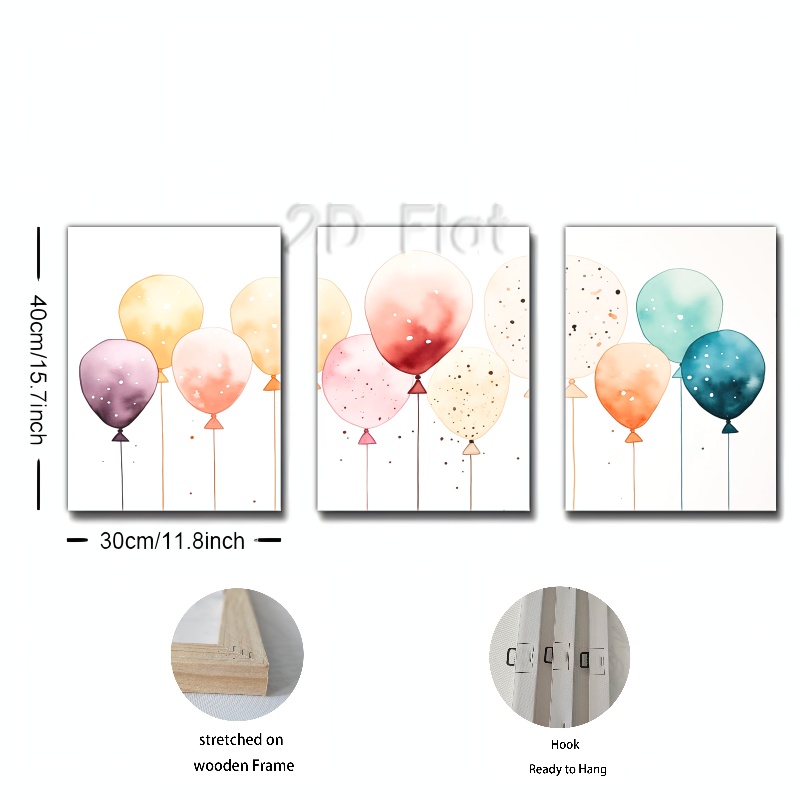 2D Flat
40cm/15.7inch
30cm/11.8inch
stretched on
wooden Frame
Hook
Ready to Hang